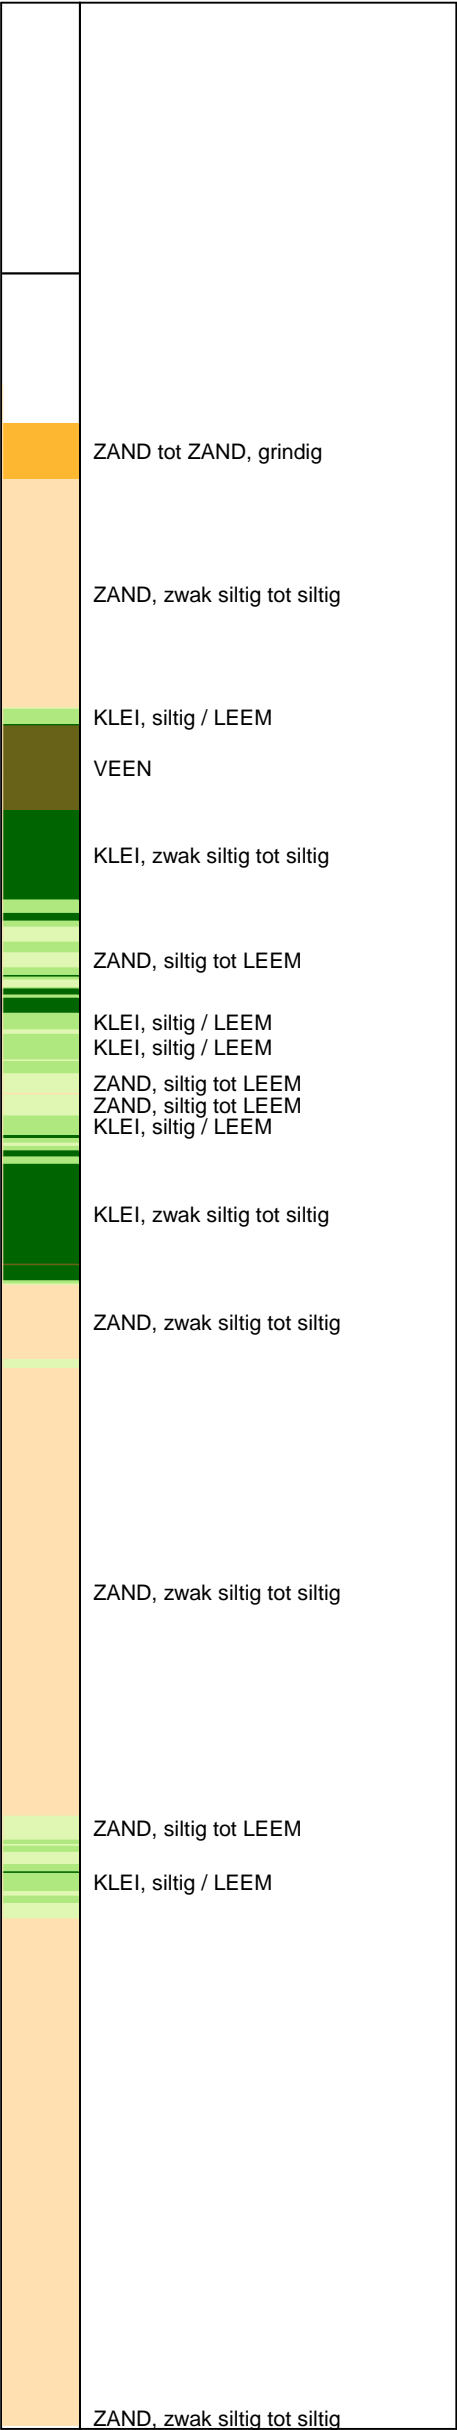 ZAND tot ZAND, grindig
ZAND, zwak siltig tot siltig
KLEI, siltig / LEEM
VEEN
KLEI, zwak siltig tot siltig
ZAND, siltig tot LEEM
KLEI, siltig / LEEM
KLEI, siltig / LEEM
ZAND, siltig tot LEEM
ZAND, siltig tot LEEM
KLEI, siltig / LEEM
KLEI, zwak siltig tot siltig
ZAND, zwak siltig tot siltig
ZAND, zwak siltig tot siltig
ZAND, siltig tot LEEM
KLEI, siltig / LEEM
ZAND, zwak siltig tot siltig